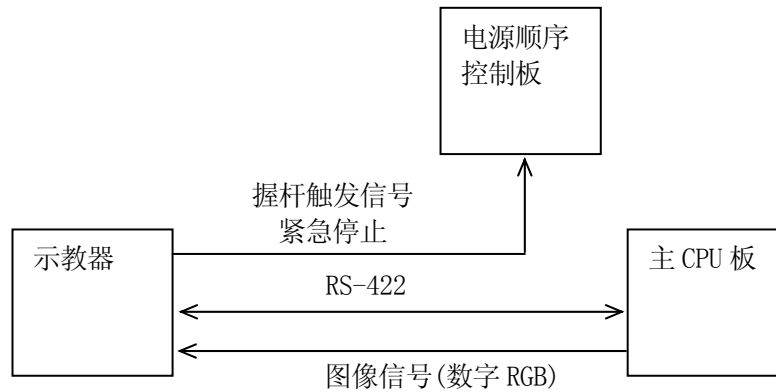 电源顺序
控制板
握杆触发信号
紧急停止
示教器
主 CPU 板
RS-422
图像信号(数字 RGB)